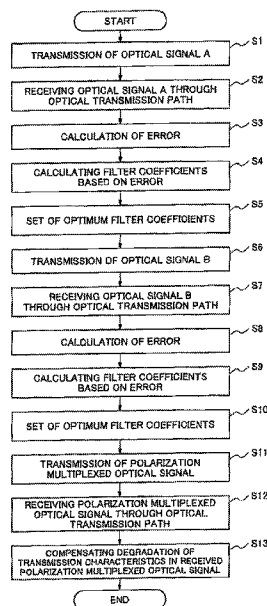 START
S1
TRANSMISSION OF OPTICAL SIGNAL A
S2
RECEIVING OPTICAL SIGNAL A THROUGH
OPTICAL TRANSMISSION PATH
S3
CALCULATION OF ERROR
S4
CALCULATING FILTER COEFFICIENTS
BASED ON ERROR
S5
SET OF OPTIMUM FILTER COEFFICIENTS
S6
TRANSMISSION OF OPTICAL SIGNAL B
S7
RECEIVING OPTICAL SIGNAL B
THROUGH OPTICAL TRANSMISSION PATH
S8
CALCULATION OF ERROR
S9
CALCULATING FILTER COEFFICIENTS
BASED ON ERROR
S10
SET OF OPTIMUM FILTER COEFFICIENTS
S11
TRANSMISSION OF POLARIZATION
MULTIPLEXED OPTICAL SIGNAL
S12
RECEIVING POLARIZATION MULTIPLEXED
OPTICAL SIGNAL THROUGH OPTICAL
TRANSMISSION PATH
S13
COMPENSATING DEGRADATION OF
TRANSMISSION CHARACTERISTICS IN RECEIVED
POLARIZATION MULTIPLEXED OPTICAL SIGNAL
END